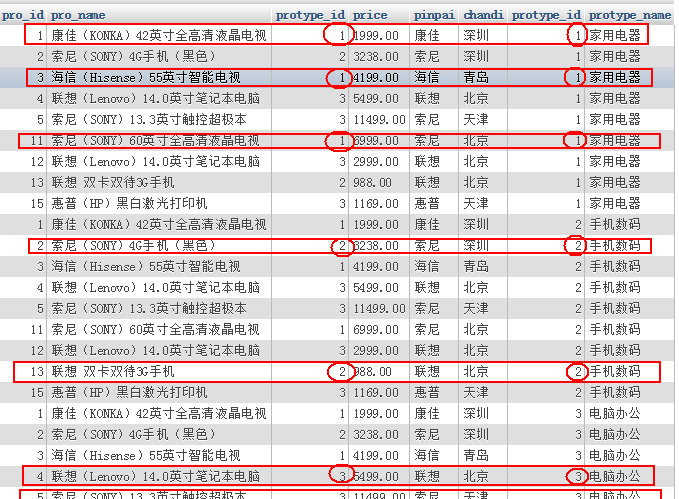 pro_id pro_name protype_id price pinpai chandi protype_id protype_name
1 康佳（KONKA）42英寸全高清液晶电视 1 1999.00 康佳 深圳 1 家用电器
2 索尼（SONY）4G手机（黑色） 2 3238.00 索尼 深圳 1 家用电器
3 海信（Hisense）55英寸智能电视 1 4199.00 海信 青岛 1 家用电器
4 联想（Lenovo）14.0英寸笔记本电脑 3 5499.00 联想 北京 1 家用电器
5 索尼（SONY）13.3英寸触控超极本 3 11499.00 索尼 天津 1 家用电器
11 索尼（SONY）60英寸全高清液晶电视 1 6999.00 索尼 北京 1 家用电器
12 联想（Lenovo）14.0英寸笔记本电脑 3 2999.00 联想 北京 1 家用电器
13 联想 双卡双待3G手机 2 988.00 联想 北京 1 家用电器
15 惠普（HP）黑白激光打印机 3 1169.00 惠普 天津 1 家用电器
1 康佳（KONKA）42英寸全高清液晶电视 1 1999.00 康佳 深圳 2 手机数码
2 索尼（SONY）4G手机（黑色） 2 3238.00 索尼 深圳 2 手机数码
3 海信（Hisense）55英寸智能电视 1 4199.00 海信 青岛 2 手机数码
4 联想（Lenovo）14.0英寸笔记本电脑 3 5499.00 联想 北京 2 手机数码
5 索尼（SONY）13.3英寸触控超极本 3 11499.00 索尼 天津 2 手机数码
11 索尼（SONY）60英寸全高清液晶电视 1 6999.00 索尼 北京 2 手机数码
12 联想（Lenovo）14.0英寸笔记本电脑 3 2999.00 联想 北京 2 手机数码
13 联想 双卡双待3G手机 2 988.00 联想 北京 2 手机数码
15 惠普（HP）黑白激光打印机 3 1169.00 惠普 天津 2 手机数码
1 康佳（KONKA）42英寸全高清液晶电视 1 1999.00 康佳 深圳 3 电脑办公
2 索尼（SONY）4G手机（黑色） 2 3238.00 索尼 深圳 3 电脑办公
3 海信（Hisense）55英寸智能电视 1 4199.00 海信 青岛 3 电脑办公
4 联想（Lenovo）14.0英寸笔记本电脑 3 5499.00 联想 北京 3 电脑办公
5 索尼（SONY）13.3英寸触控超极本 3 11499.00 索尼 天津 3 电脑办公